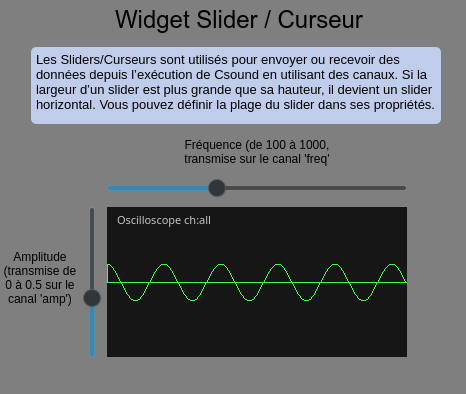 Widget Slider / Curseur
Les Sliders/Curseurs sont utilisés pour envoyer ou recevoir des
données depuis l'exécution de Csound en utilisant des canaux. Si la
largeur d'un slider est plus grande que sa hauteur, il devient un slider
horizontal. Vous pouvez définir la plage du slider dans ses propriétés.
Fréquence (de 100 à 1000,
transmise sur le canal 'freq'
Oscilloscope ch:all
Amplitude
(transmise de
0 à 0.5 sur le
canal 'amp')